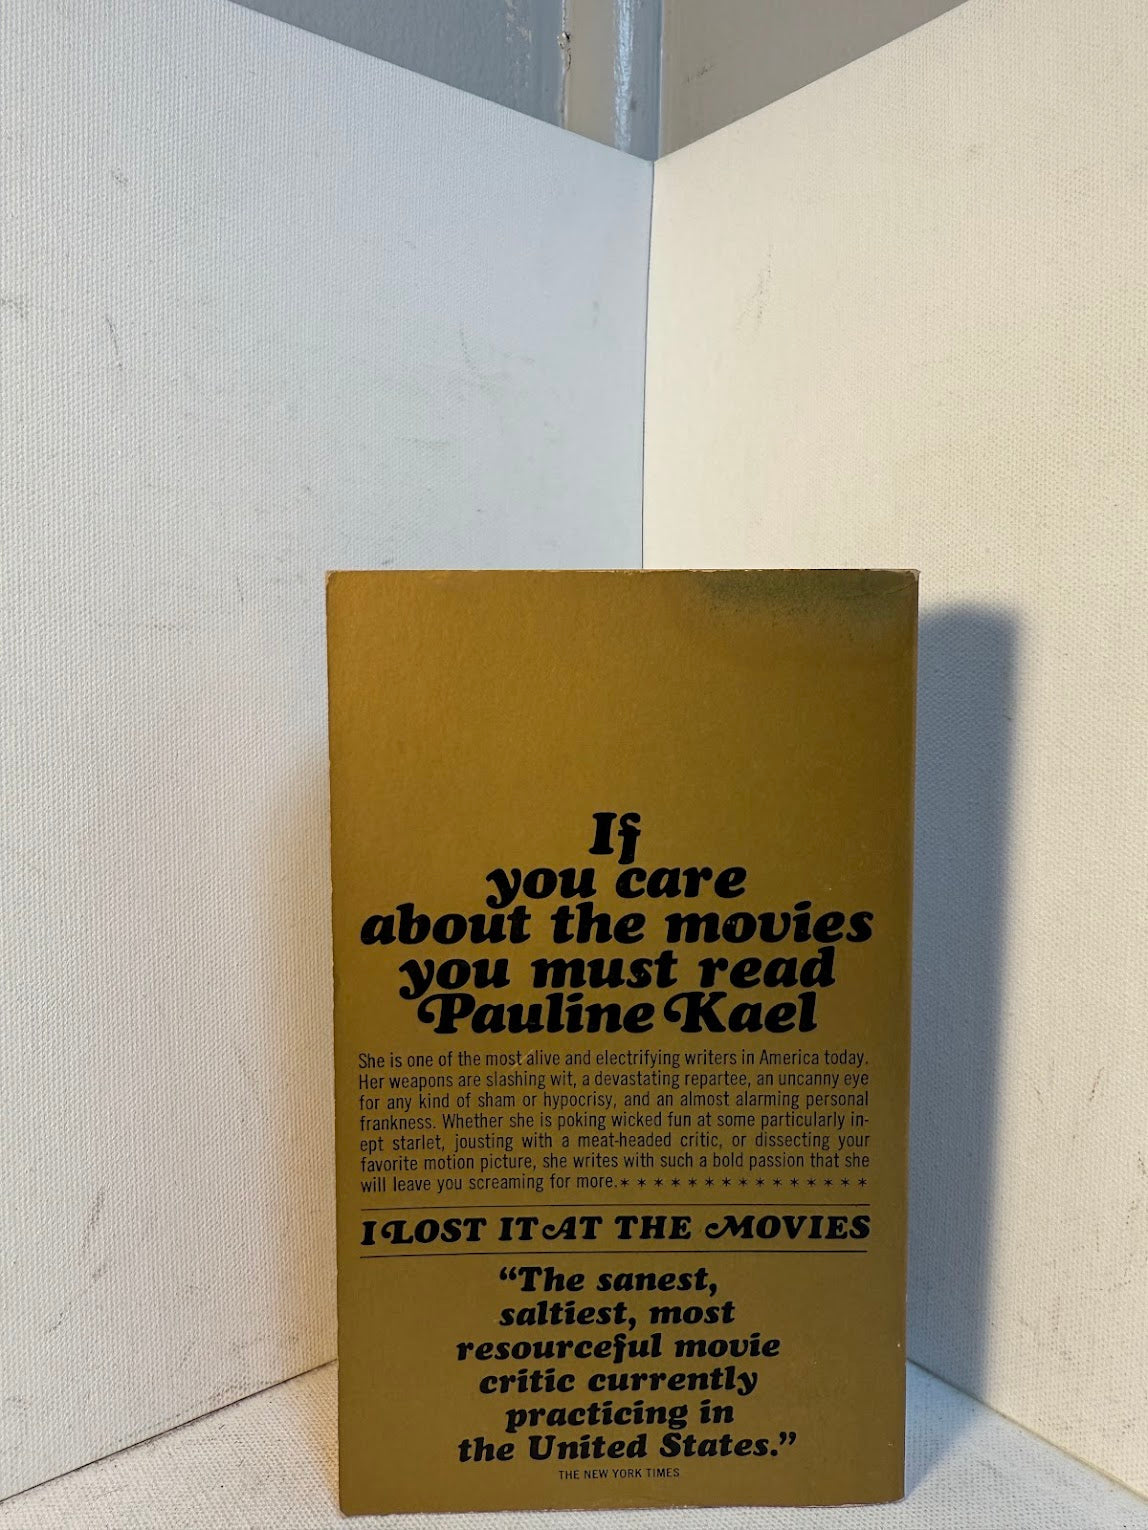 If
you care
about the movies
you must read
Pauline Kael
She is one of the most alive and electrifying writers in America today.
Her weapons are slashing wit, a devastating repartee, an uncanny eye
for any kind of sham or hypocrisy, and an almost alarming personal
frankness. Whether she is poking wicked fun at some particularly in-
ept starlet, jousting with a meat-headed critic, or dissecting your
favorite motion picture, she writes with such a bold passion that she
will leave you screaming for more.* * * * * * * * * * * * * * *
I LOST IT AT THE MOVIES
“The sanest,
saltiest, most
resourceful movie
critic currently
practicing in
the United States.”
THE NEW YORK TIMES